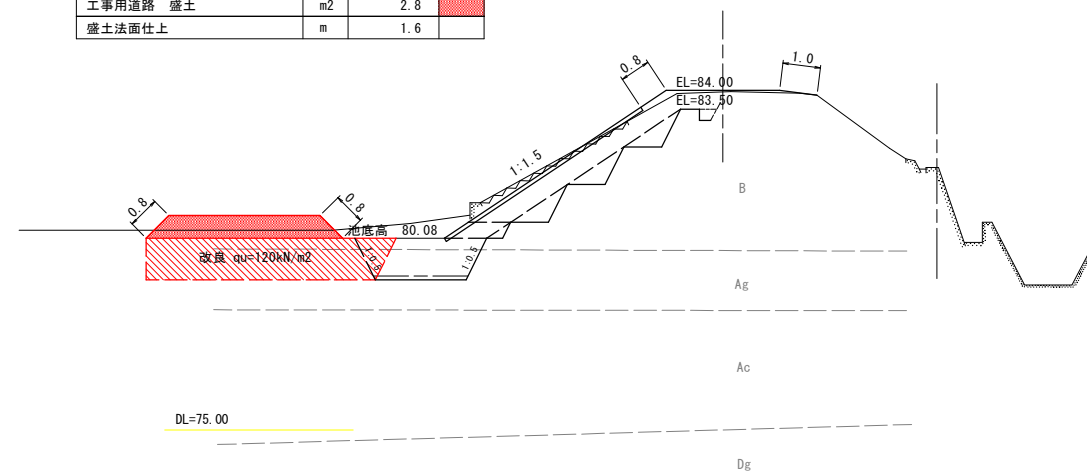 工事用道路 盛土 m2 2.8
盛土法面仕上 m 1.6
0.8
1.0
EL=84.00
EL=83.50
1:1.5
B
0.8
0.8
池底高 80.08
改良 qu=120kN/m2
1:0.5
1:0.5
Ag
Ac
DL=75.00
Dg